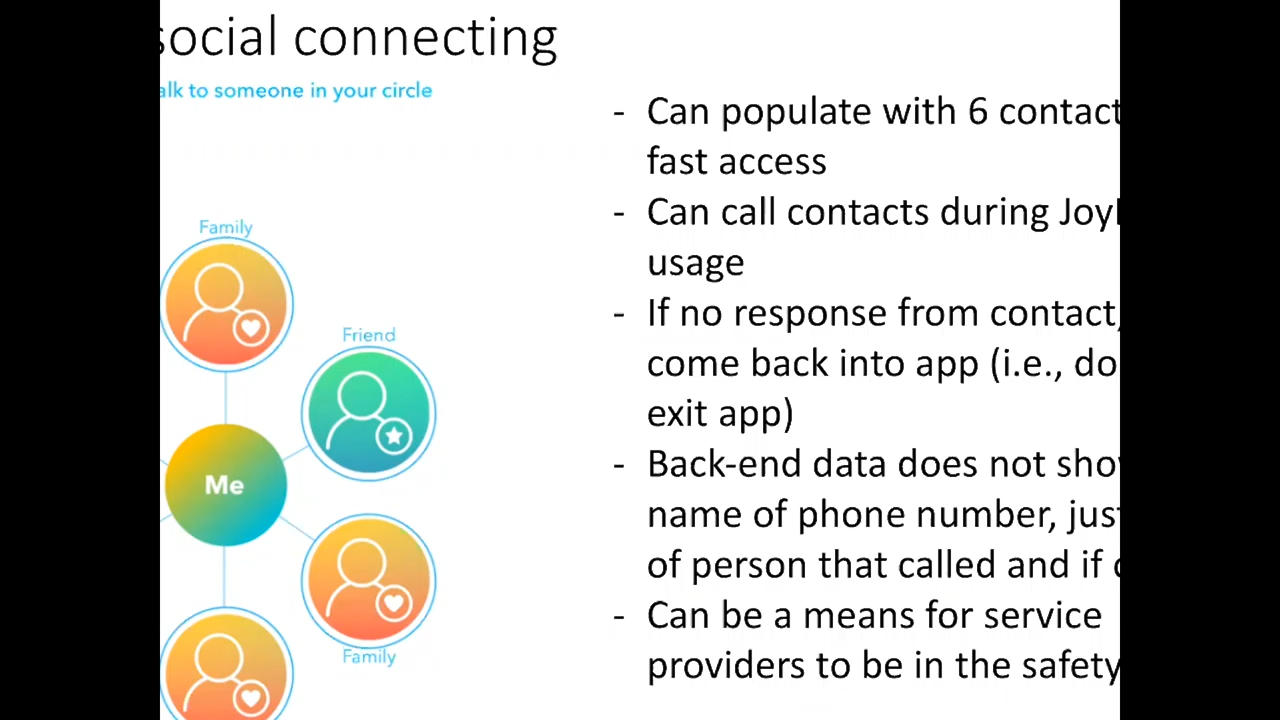 social connecting
alk to someone in your circle
Family
Friend
Me
Family
- Can populate with 6 contact
fast access
- Can call contacts during Joy
usage
- If no response from contact,
come back into app (i.e., do
exit app)
- Back-end data does not sho
name of phone number, jus
of person that called and if
- Can be a means for service
providers to be in the safety